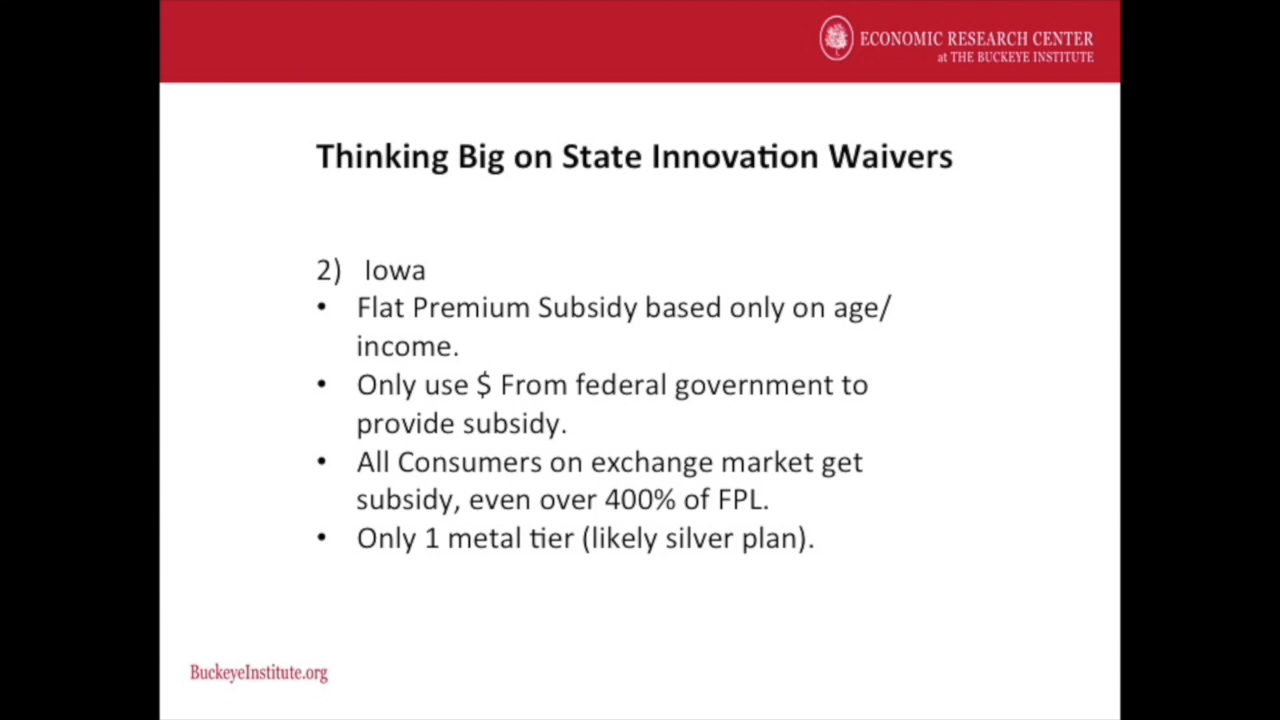 ECONOMIC RESEARCH CENTER
at THE BUCKEYE INSTITUTE
Thinking Big on State Innovation Waivers
2) Iowa
• Flat Premium Subsidy based only on age/
income.
• Only use $ From federal government to
provide subsidy.
• All Consumers on exchange market get
subsidy, even over 400% of FPL.
• Only 1 metal tier (likely silver plan).
BuckeyeInstitute.org